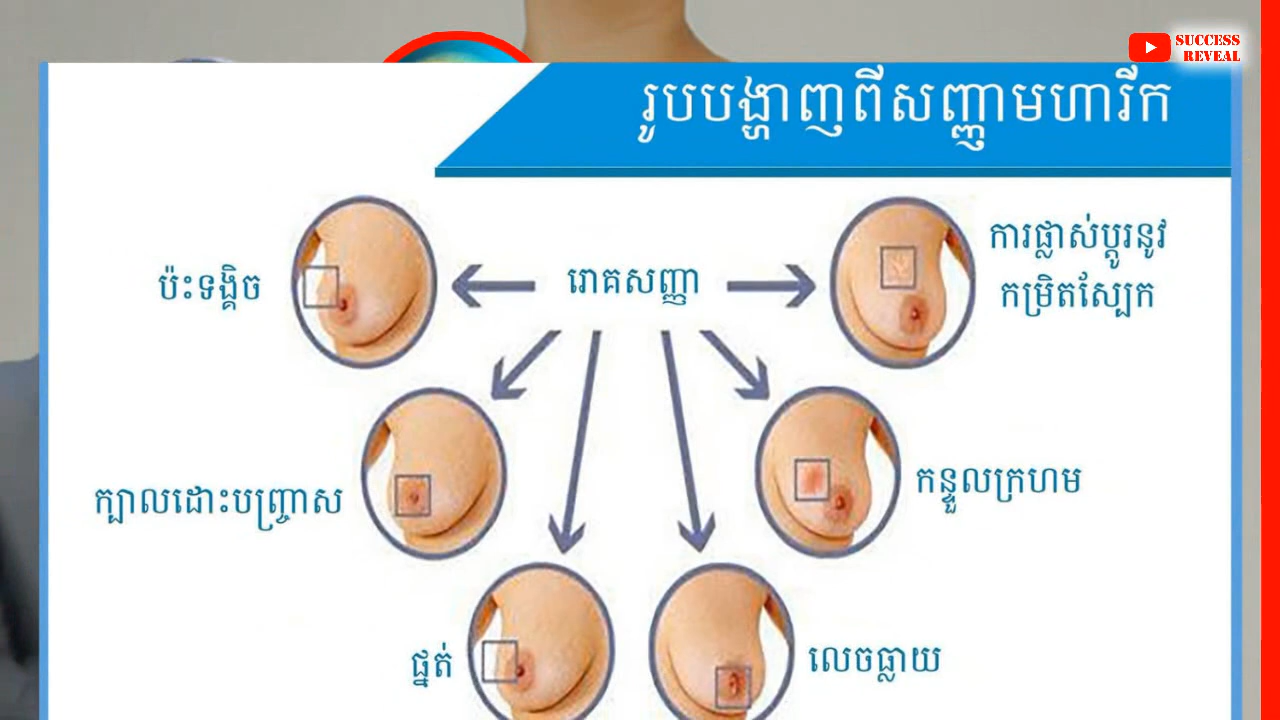 SUCCESS
REVEAL
រូបបង្ហាញពីសញ្ញាមហារីក
ប៉ះទង្គិច
រោគសញ្ញា
ការផ្លាស់ប្តូរនូវ
កម្រិតស្បែក
ក្បាលដោះបញ្ច្រាស
កន្ទួលក្រហម
ផ្នត់
លេចធ្លាយ